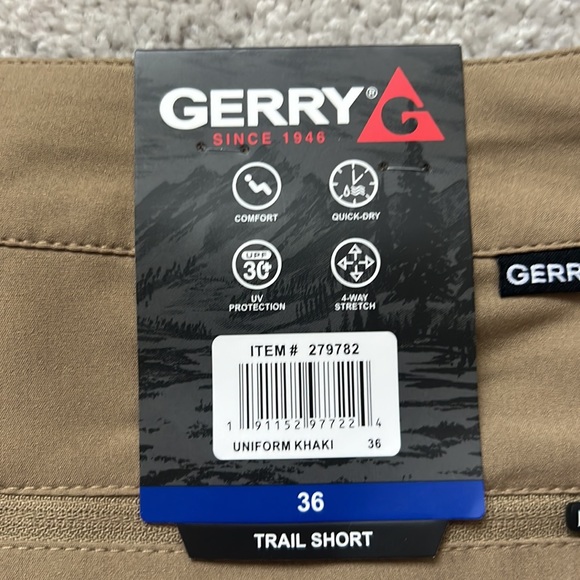 GERRY®
SINCE 1946
COMFORT
QUICK-DRY
UPF
30+
UV
PROTECTION
4-WAY
STRETCH
GERR
ITEM # 279782
1 91152 97722 4
UNIFORM KHAKI 36
36
TRAIL SHORT